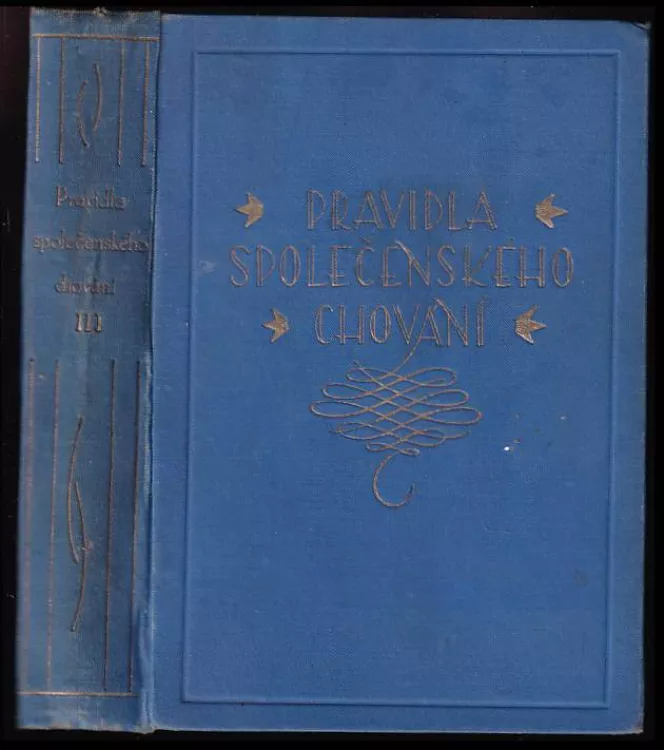 Pravidla
společenského
chování
III
PRAVIDLA
SPOLEČENSKÉHO
CHOVÁNÍ